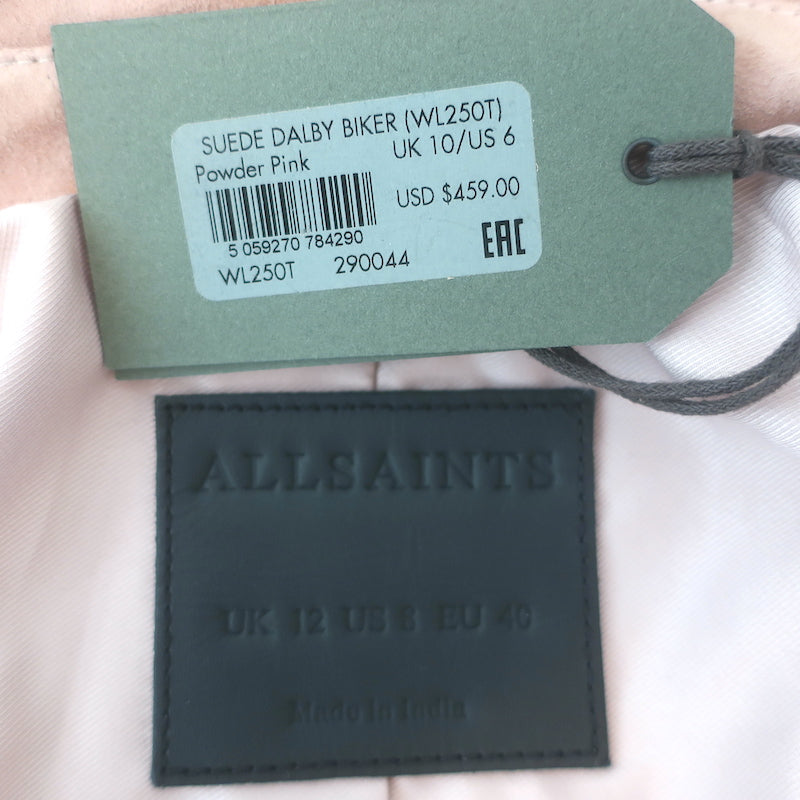 SUEDE DALBY BIKER (WL250T)
Powder Pink UK 10/US 6
USD $459.00
5 059270 784290
WL250T 290044 EAC
ALLSAINTS
UK 12 US 8 EU 40
Made in India